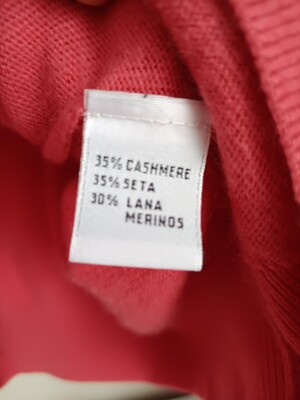 35% CASHMERE
35% SETA
30% LANA
MERINOS